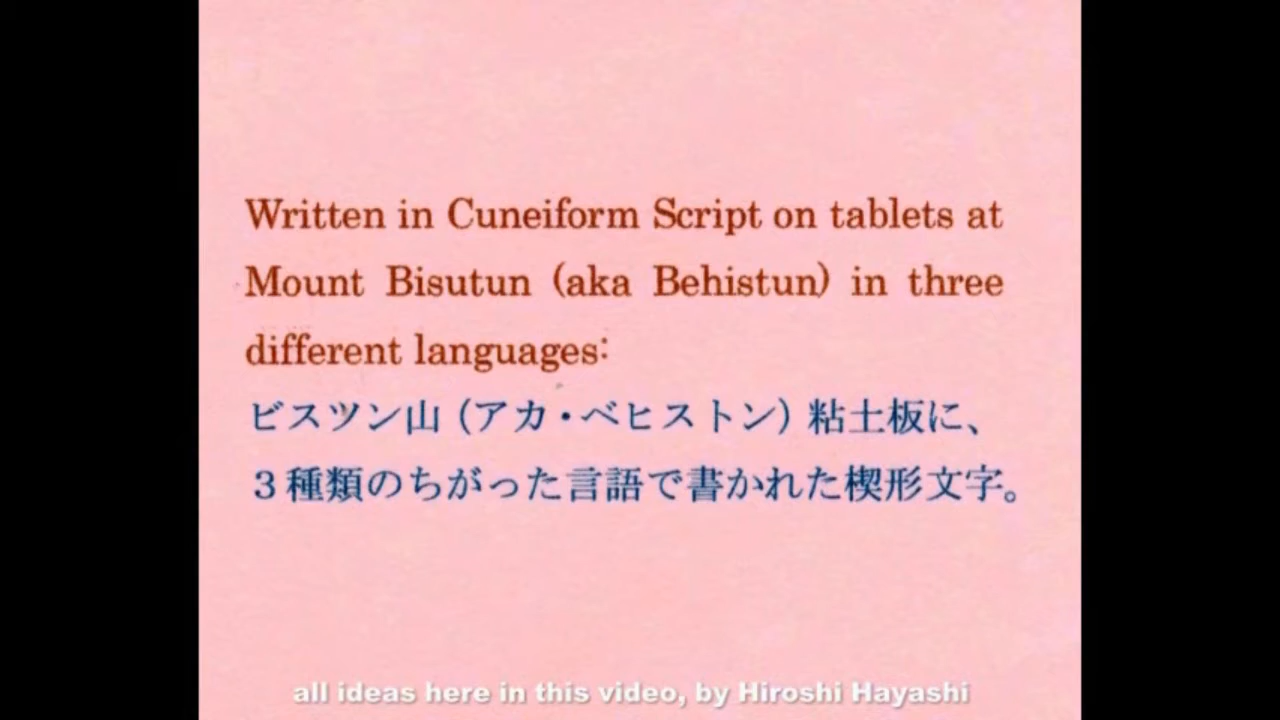 Written in Cuneiform Script on tablets at
Mount Bisutun (aka Behistun) in three
different languages:
ビスツン山（アカ・ベヒストン）粘土板に、
３種類のちがった言語で書かれた楔形文字。
all ideas here in this video, by Hiroshi Hayashi